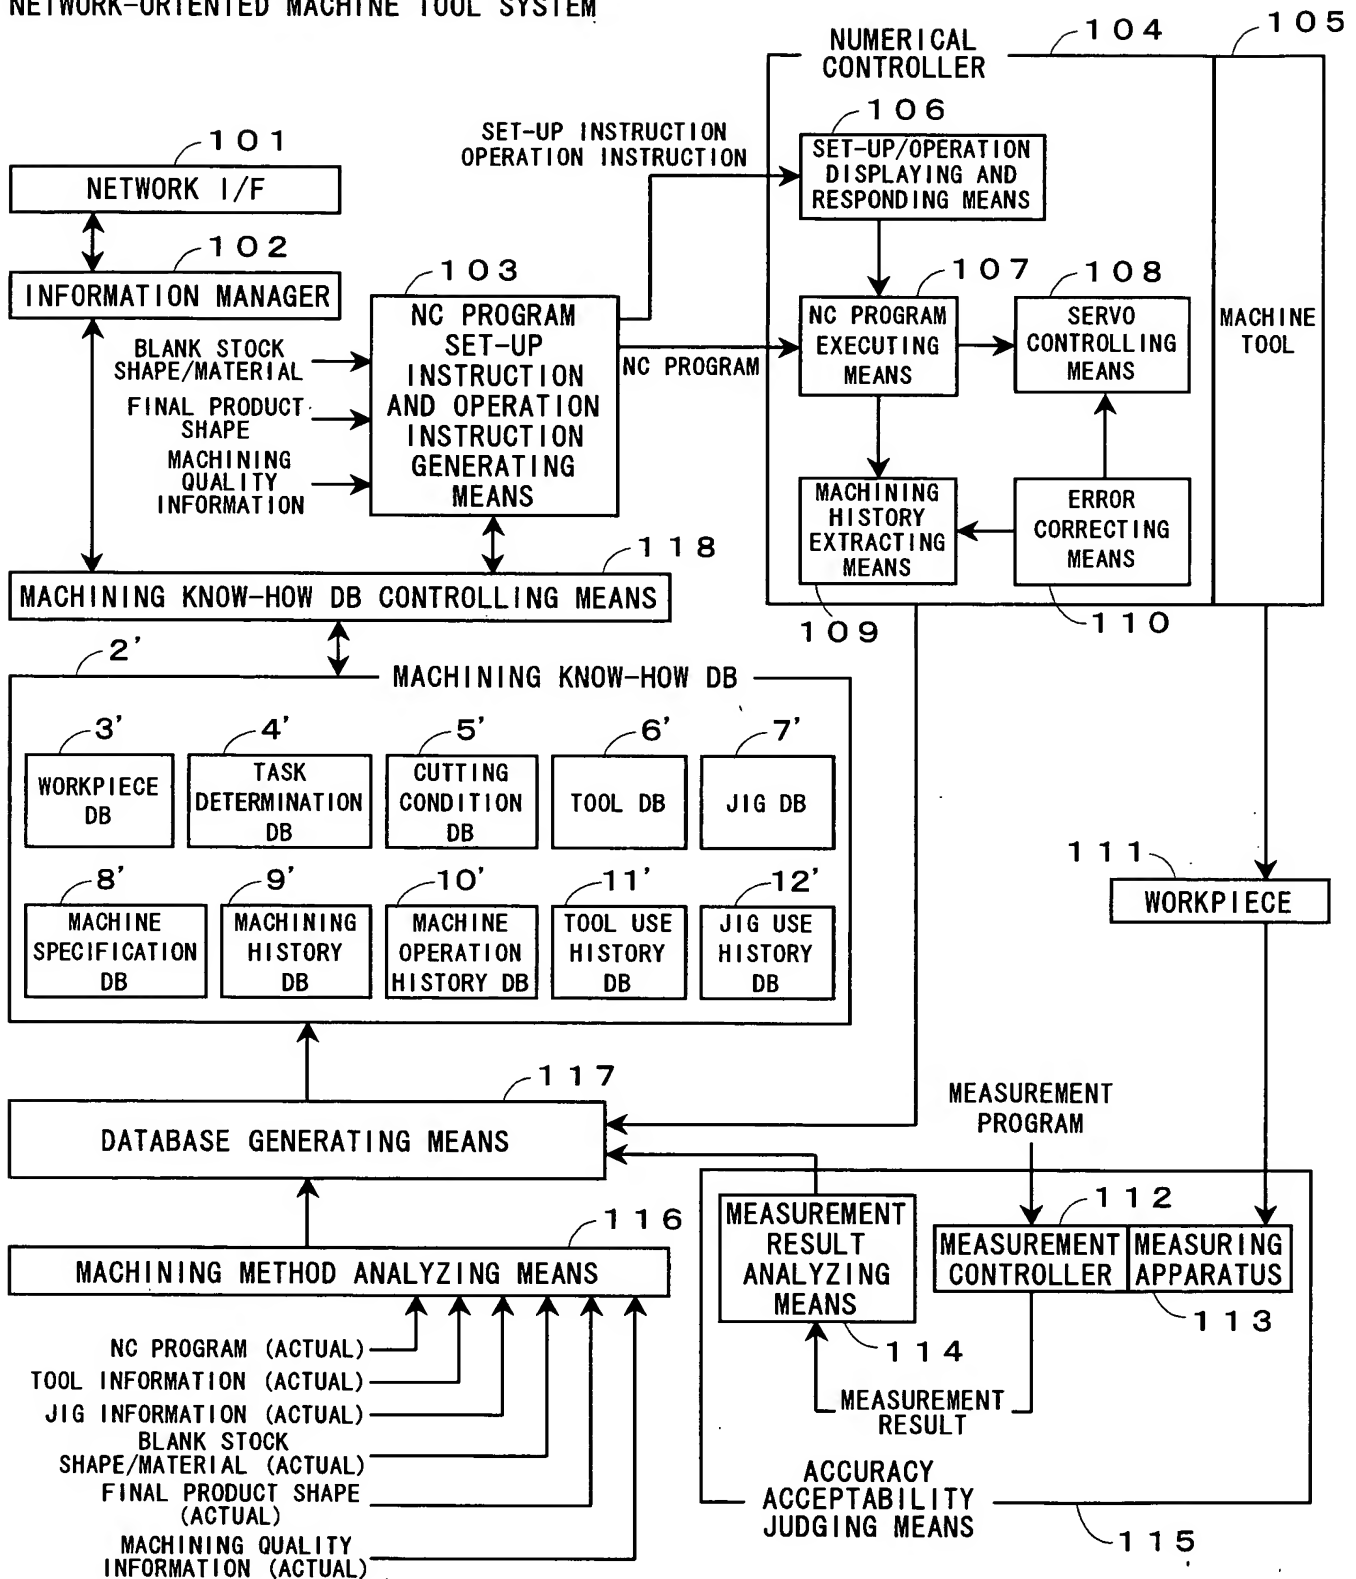 NETWORK-ORIENTED MACHINE TOOL SYSTEM
NUMERICAL
CONTROLLER
104
105
101
NETWORK I/F
SET-UP INSTRUCTION
OPERATION INSTRUCTION
106
SET-UP/OPERATION
DISPLAYING AND
RESPONDING MEANS
102
INFORMATION MANAGER
103
NC PROGRAM
SET-UP
INSTRUCTION
AND OPERATION
INSTRUCTION
GENERATING
MEANS
BLANK STOCK
SHAPE/MATERIAL
FINAL PRODUCT
SHAPE
MACHINING
QUALITY
INFORMATION
NC PROGRAM
107
NC PROGRAM
EXECUTING
MEANS
108
SERVO
CONTROLLING
MEANS
MACHINE
TOOL
MACHINING
HISTORY
EXTRACTING
MEANS
109
ERROR
CORRECTING
MEANS
110
118
MACHINING KNOW-HOW DB CONTROLLING MEANS
2'
MACHINING KNOW-HOW DB
3'
WORKPIECE
DB
4'
TASK
DETERMINATION
DB
5'
CUTTING
CONDITION
DB
6'
TOOL DB
7'
JIG DB
8'
MACHINE
SPECIFICATION
DB
9'
MACHINING
HISTORY
DB
10'
MACHINE
OPERATION
HISTORY DB
11'
TOOL USE
HISTORY
DB
12'
JIG USE
HISTORY
DB
111
WORKPIECE
117
DATABASE GENERATING MEANS
MEASUREMENT
PROGRAM
116
MACHINING METHOD ANALYZING MEANS
MEASUREMENT
RESULT
ANALYZING
MEANS
114
112
MEASUREMENT
CONTROLLER
MEASURING
APPARATUS
113
MEASUREMENT
RESULT
NC PROGRAM (ACTUAL)
TOOL INFORMATION (ACTUAL)
JIG INFORMATION (ACTUAL)
BLANK STOCK
SHAPE/MATERIAL (ACTUAL)
FINAL PRODUCT SHAPE
(ACTUAL)
MACHINING QUALITY
INFORMATION (ACTUAL)
ACCURACY
ACCEPTABILITY
JUDGING MEANS
115